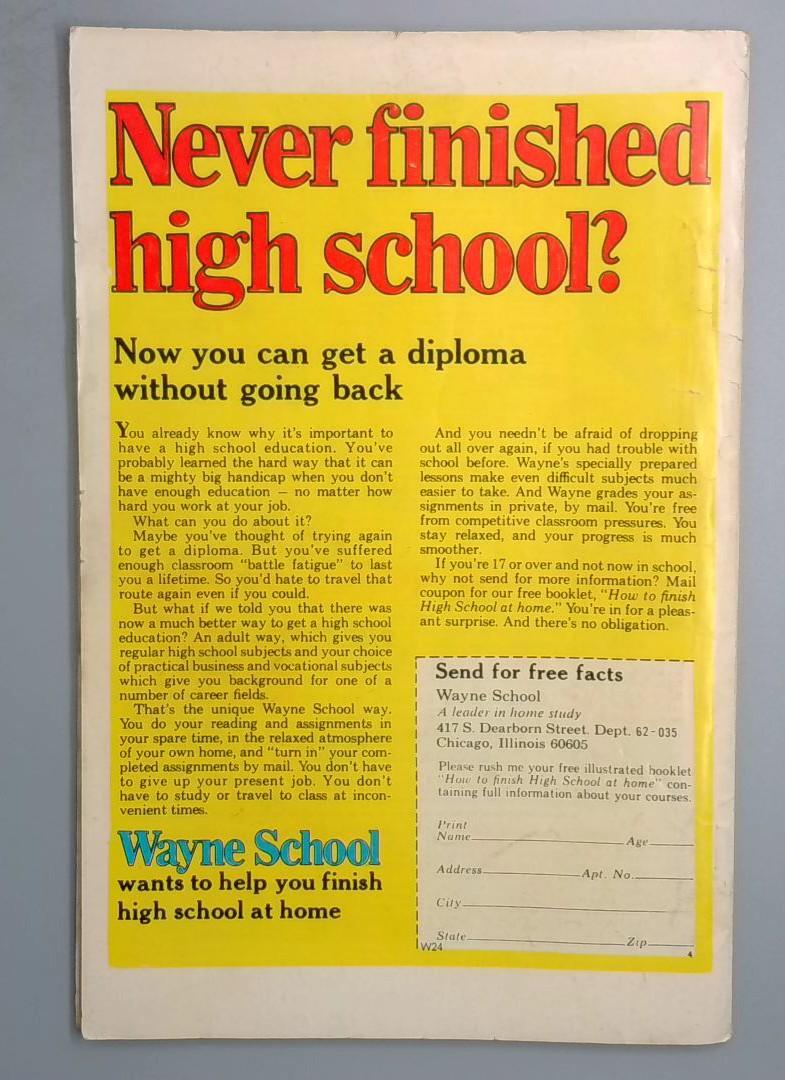 Never finished
high school?
Now you can get a diploma
without going back
You already know why it's important to
have a high school education. You've
probably learned the hard way that it can
be a mighty big handicap when you don't
have enough education — no matter how
hard you work at your job.
What can you do about it?
Maybe you've thought of trying again
to get a diploma. But you've suffered
enough classroom "battle fatigue" to last
you a lifetime. So you'd hate to travel that
route again even if you could.
But what if we told you that there was
now a much better way to get a high school
education? An adult way, which gives you
regular high school subjects and your choice
of practical business and vocational subjects
which give you background for one of a
number of career fields.
That's the unique Wayne School way.
You do your reading and assignments in
your spare time, in the relaxed atmosphere
of your own home, and "turn in" your com-
pleted assignments by mail. You don't have
to give up your present job. You don't
have to study or travel to class at incon-
venient times.
Wayne School
wants to help you finish
high school at home
And you needn't be afraid of dropping
out all over again, if you had trouble with
school before. Wayne's specially prepared
lessons make even difficult subjects much
easier to take. And Wayne grades your as-
signments in private, by mail. You're free
from competitive classroom pressures. You
stay relaxed, and your progress is much
smoother.
If you're 17 or over and not now in school,
why not send for more information? Mail
coupon for our free booklet, "How to finish
High School at home." You're in for a pleas-
ant surprise. And there's no obligation.
Send for free facts
Wayne School
A leader in home study
417 S. Dearborn Street. Dept. 62-035
Chicago, Illinois 60605
Please rush me your free illustrated booklet
"How to finish High School at home" con-
taining full information about your courses.
Print
Name Age
Address Apt. No.
City
State Zip
W24 4